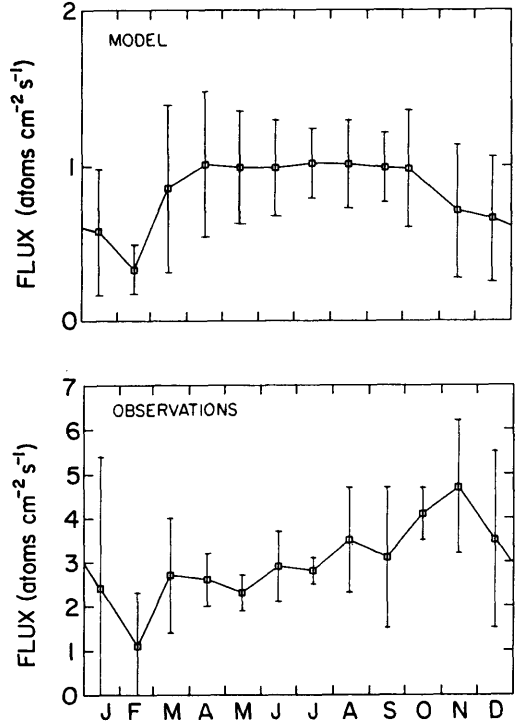 2
MODEL
1
0
FLUX (atoms cm⁻² s⁻¹)
7
OBSERVATIONS
6
5
4
3
2
1
0
FLUX (atoms cm⁻² s⁻¹)
J F M A M J J A S O N D